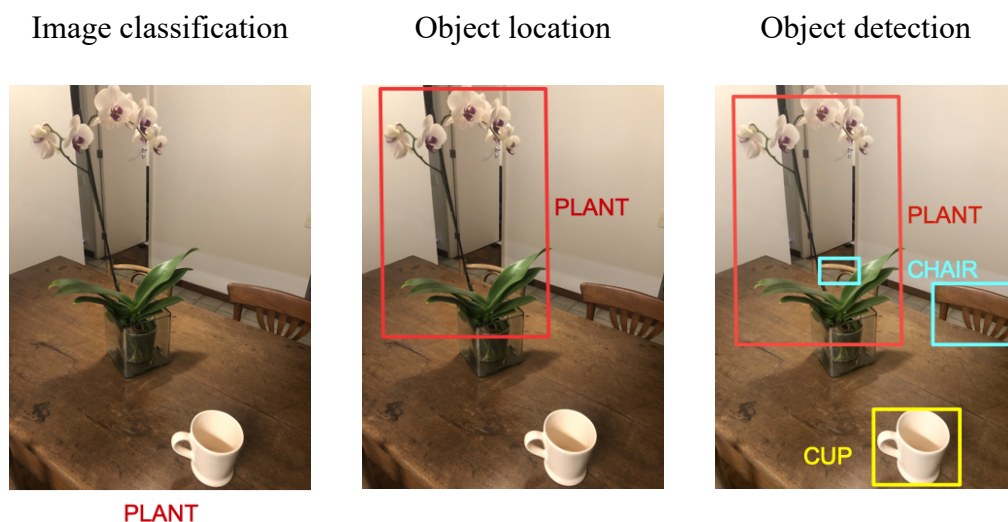 Image classification
Object location
Object detection
PLANT
PLANT
CHAIR
CUP
PLANT